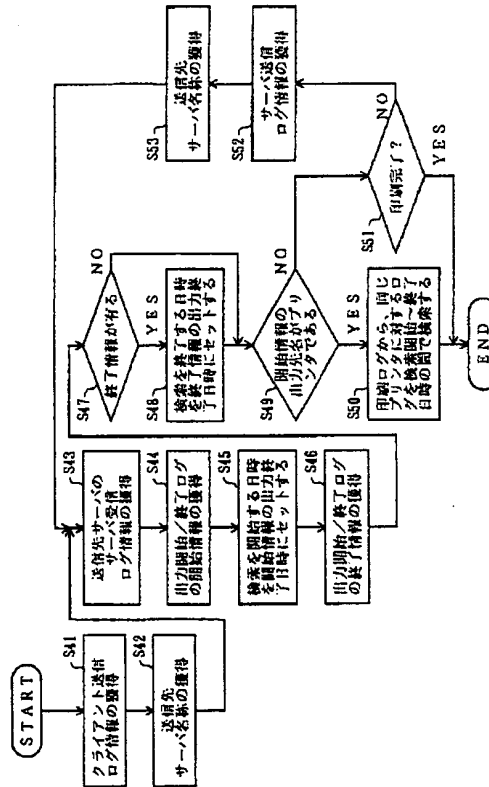 START
S41
クライアント送信
ログ情報の獲得
S42
送信先
サーバ名称の獲得
S43
送信先サーバの
サーバ受信
ログ情報の獲得
S44
出力開始/終了ログ
の開始情報の獲得
S45
検索を開始する日時
を開始情報の出力終
了日時にセットする
S46
出力開始/終了ログ
の終了情報の獲得
S47
終了情報が有る
NO
YES
S48
検索を終了する日時
を終了情報の出力終
了日時にセットする
S49
開始情報の
出力先名がプリ
ンタである
NO
YES
S50
印刷ログから、同じ
プリンタに対するロ
グを検索開始~終了
日時の間で検索する
S51
印刷完了?
NO
YES
S52
サーバ送信
ログ情報の獲得
S53
送信先
サーバ名称の獲得
END